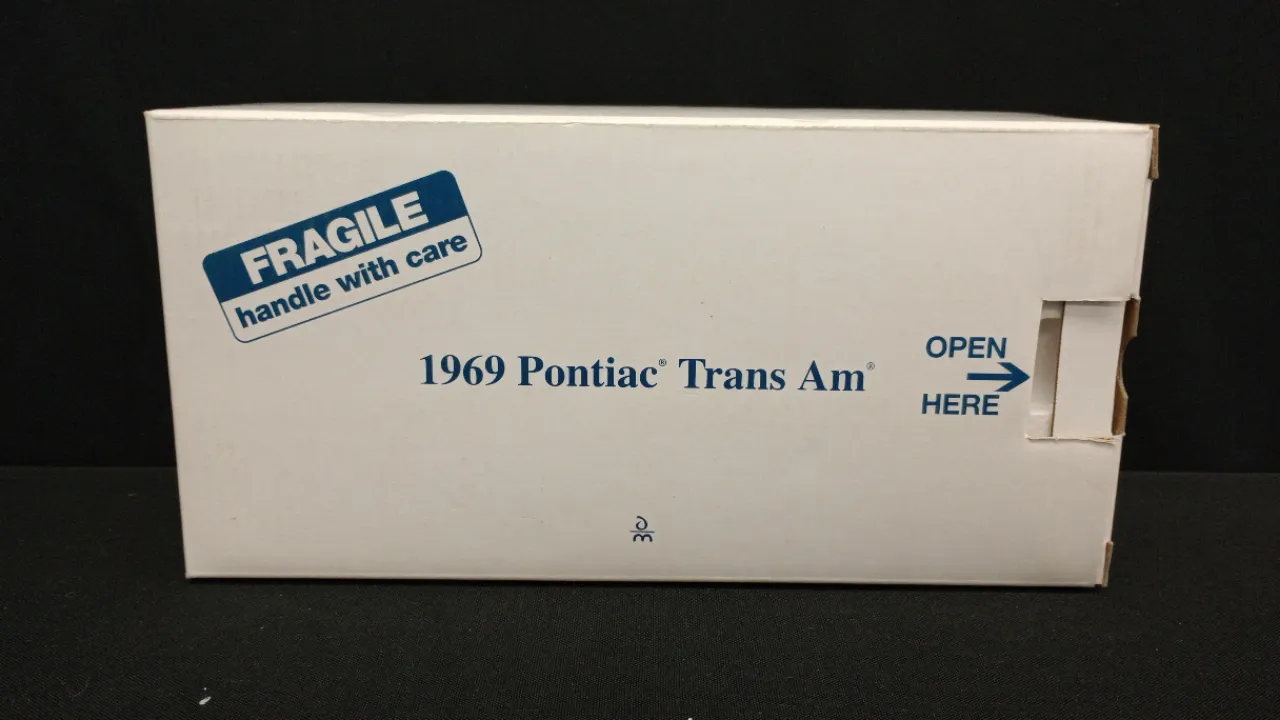 FRAGILE
handle with care
1969 Pontiac® Trans Am®
OPEN
HERE